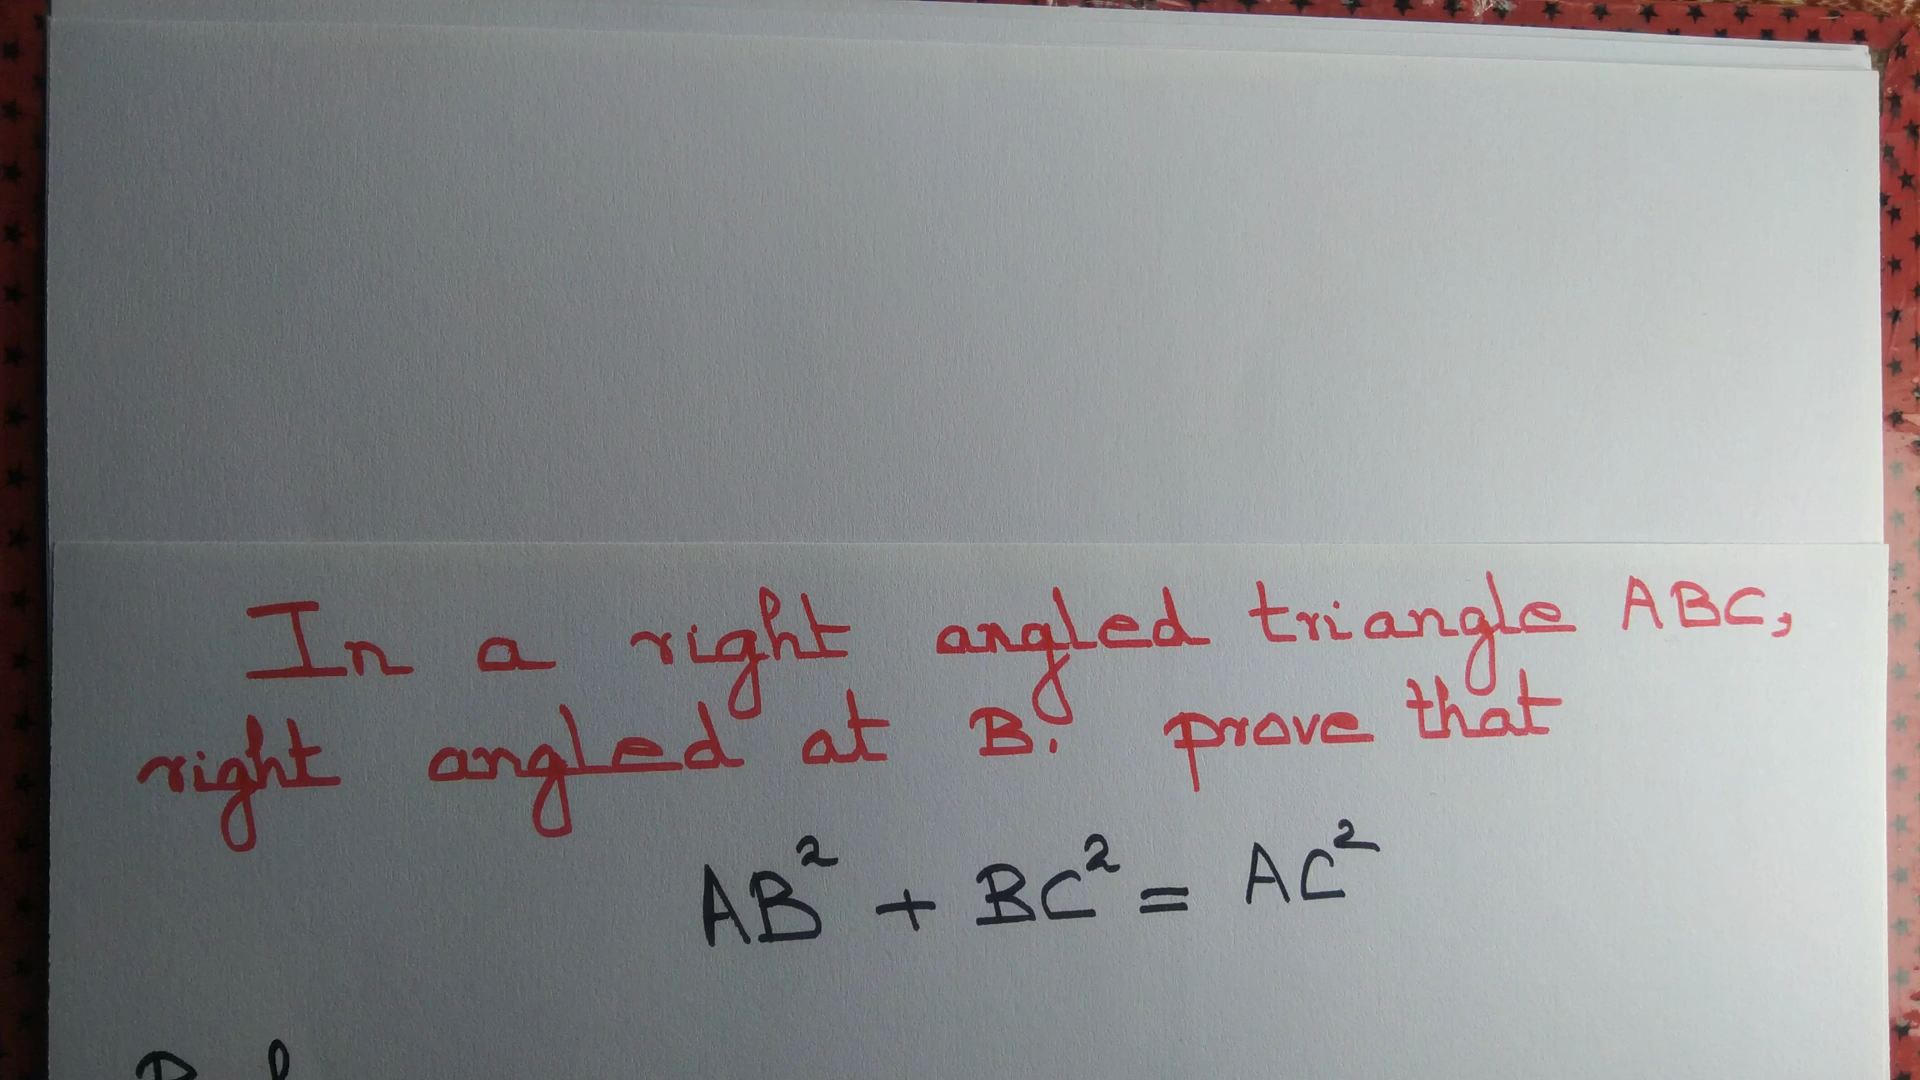 In a right angled triangle ABC,
right angled at B. prove that
AB² + BC² = AC²